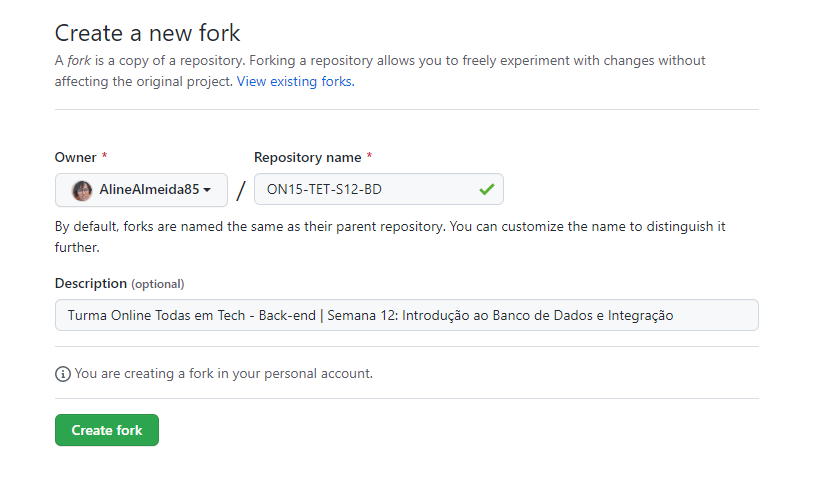 Create a new fork
A fork is a copy of a repository. Forking a repository allows you to freely experiment with changes without
affecting the original project. View existing forks.
Owner *
Repository name *
AlineAlmeida85
/
ON15-TET-S12-BD
By default, forks are named the same as their parent repository. You can customize the name to distinguish it
further.
Description (optional)
Turma Online Todas em Tech - Back-end | Semana 12: Introdução ao Banco de Dados e Integração
You are creating a fork in your personal account.
Create fork